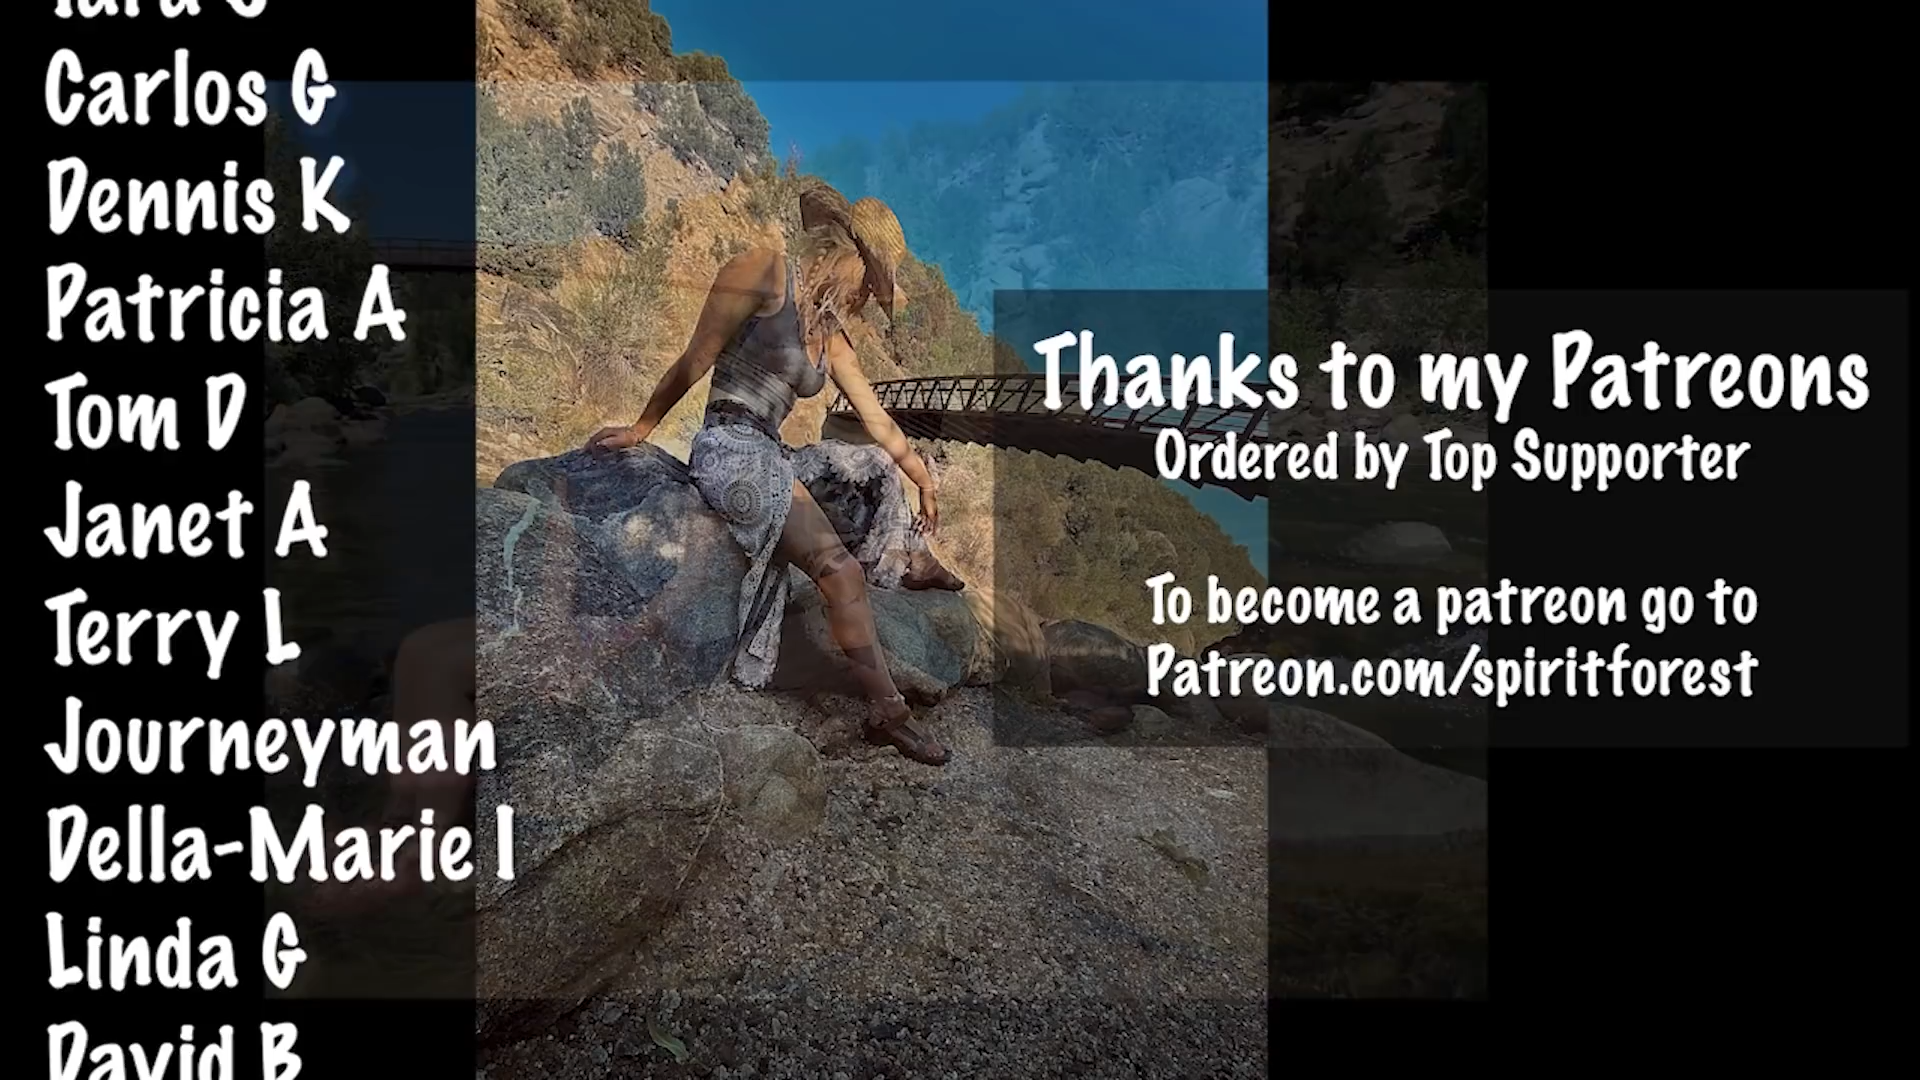 Carlos G
Dennis K
Patricia A
Tom D
Janet A
Terry L
Journeyman
Della-Marie I
Linda G
David B
Thanks to my Patreons
Ordered by Top Supporter
To become a patreon go to
Patreon.com/spiritforest